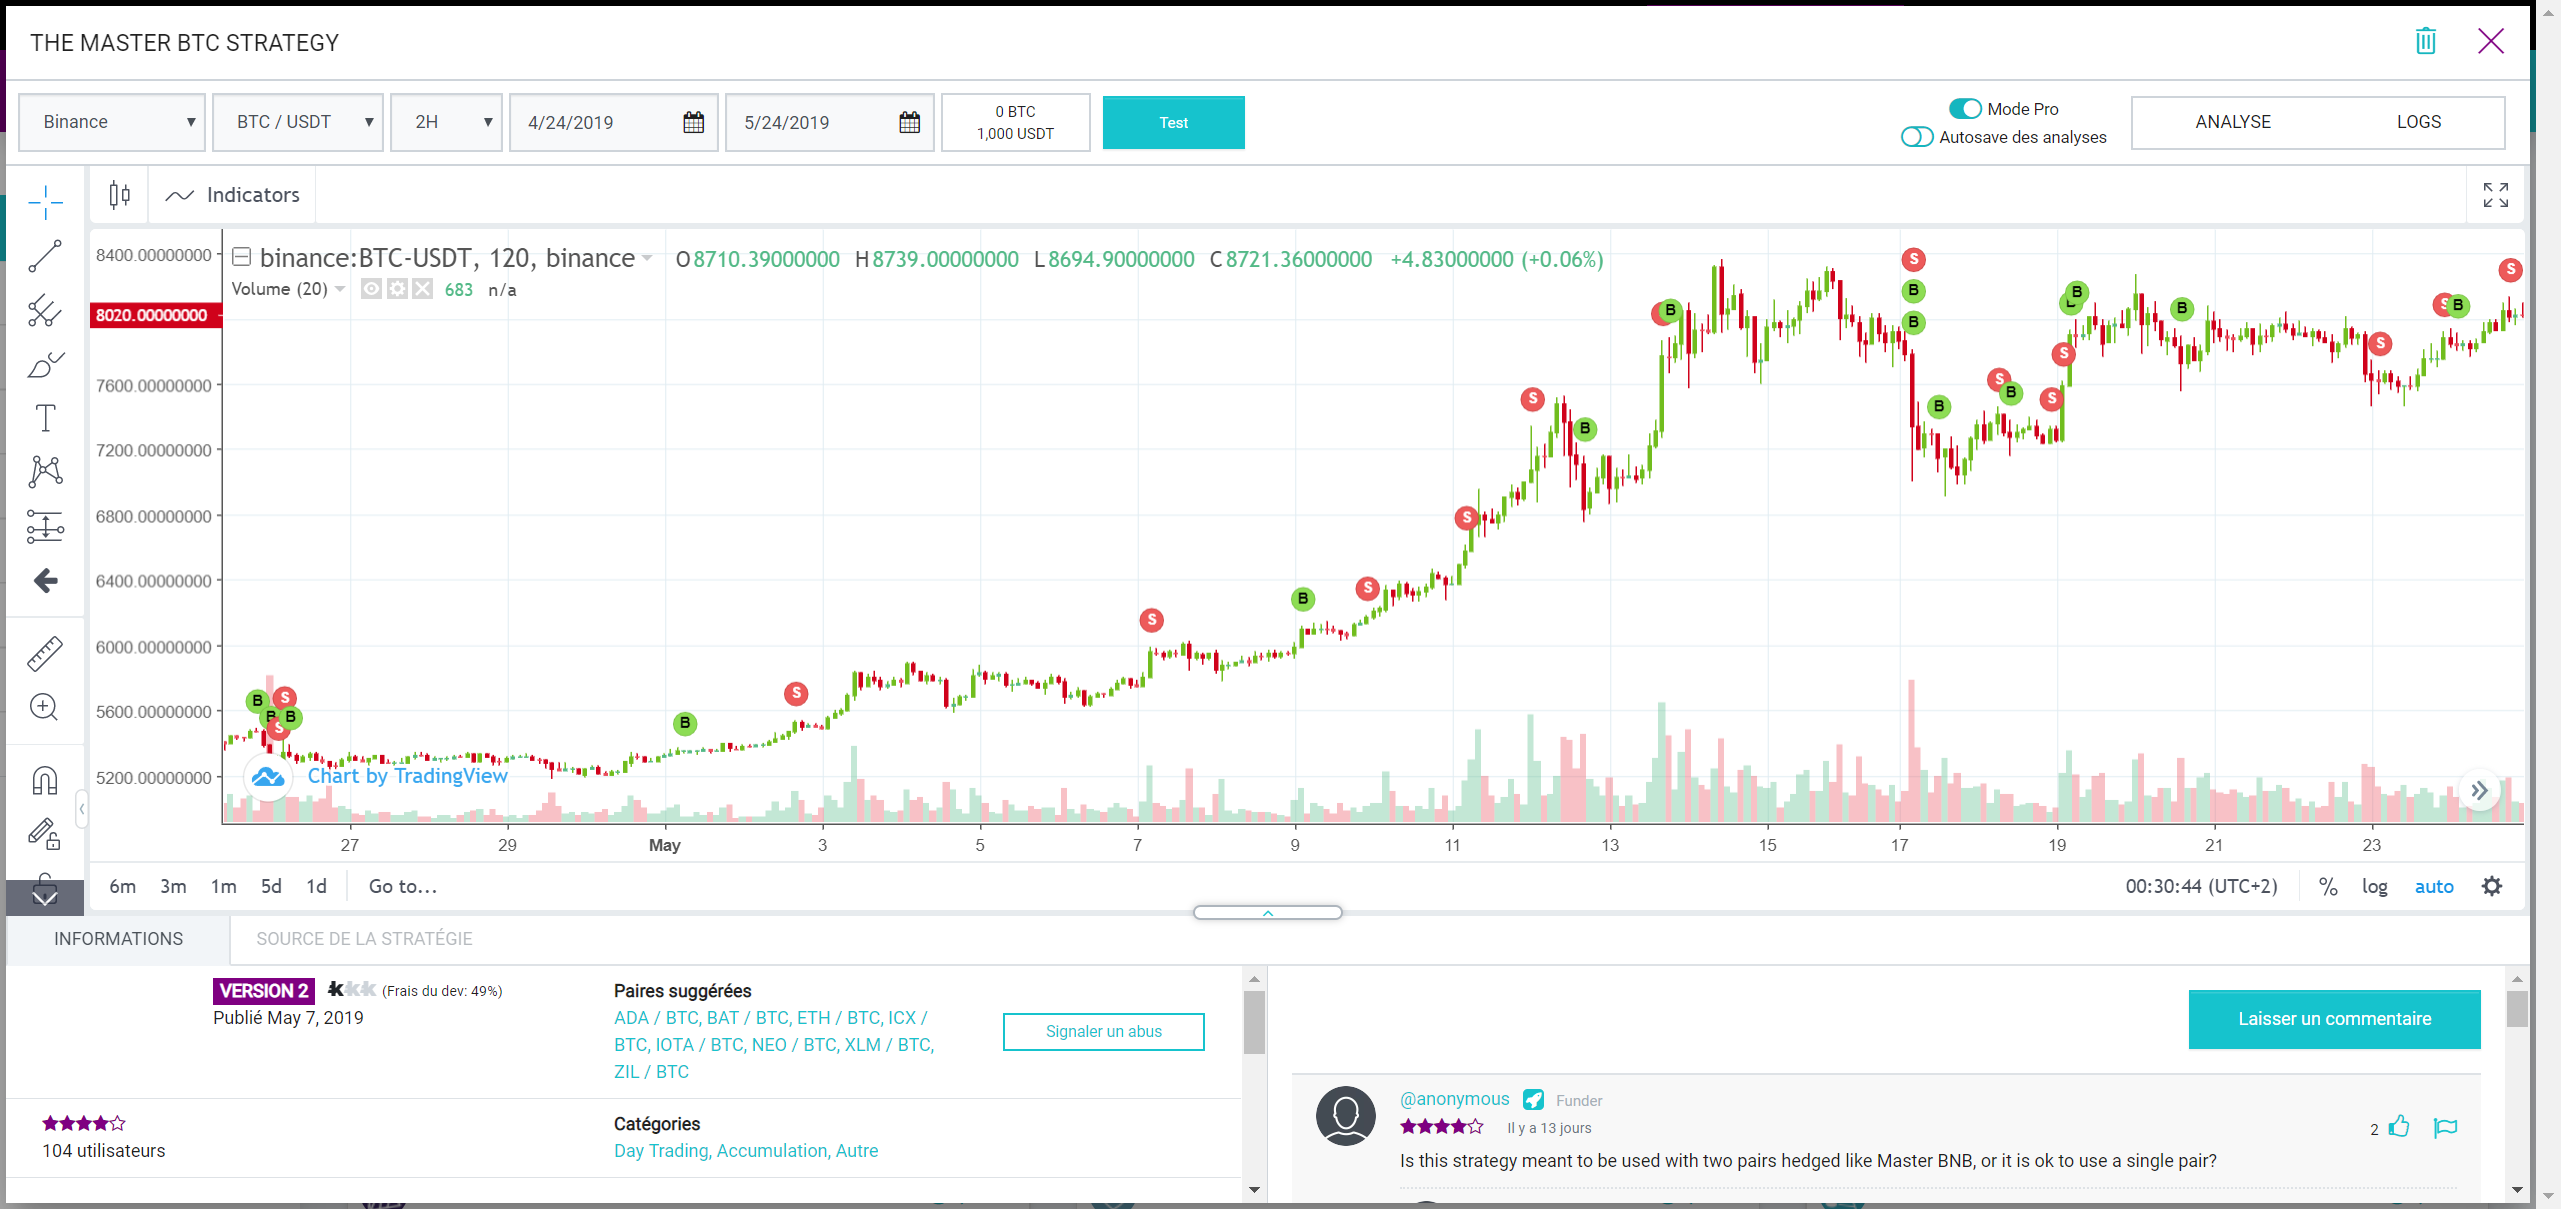 THE MASTER BTC STRATEGY
Binance
BTC / USDT
2H
4/24/2019
5/24/2019
0 BTC
1,000 USDT
Test
Mode Pro
Autosave des analyses
ANALYSE
LOGS
Indicators
binance:BTC-USDT, 120, binance O8710.39000000 H8739.00000000 L8694.90000000 C8721.36000000 +4.83000000 (+0.06%)
Volume (20) 683 n/a
8400.00000000
8020.00000000
7600.00000000
7200.00000000
6800.00000000
6400.00000000
6000.00000000
5600.00000000
5200.00000000
B
B
S
S
B
B
S
S
B
S
S
S
B
B
S
B
B
B
S
B
S
S
B
B
B
S
S
B
S
Chart by TradingView
27 29 May 3 5 7 9 11 13 15 17 19 21 23
6m 3m 1m 5d 1d Go to...
00:30:44 (UTC+2) % log auto
INFORMATIONS
SOURCE DE LA STRATÉGIE
VERSION 2 (Frais du dev: 49%)
Publié May 7, 2019
Paires suggérées
ADA / BTC, BAT / BTC, ETH / BTC, ICX /
BTC, IOTA / BTC, NEO / BTC, XLM / BTC,
ZIL / BTC
Signaler un abus
104 utilisateurs
Catégories
Day Trading, Accumulation, Autre
Laisser un commentaire
@anonymous Funder
Il y a 13 jours
2
Is this strategy meant to be used with two pairs hedged like Master BNB, or it is ok to use a single pair?